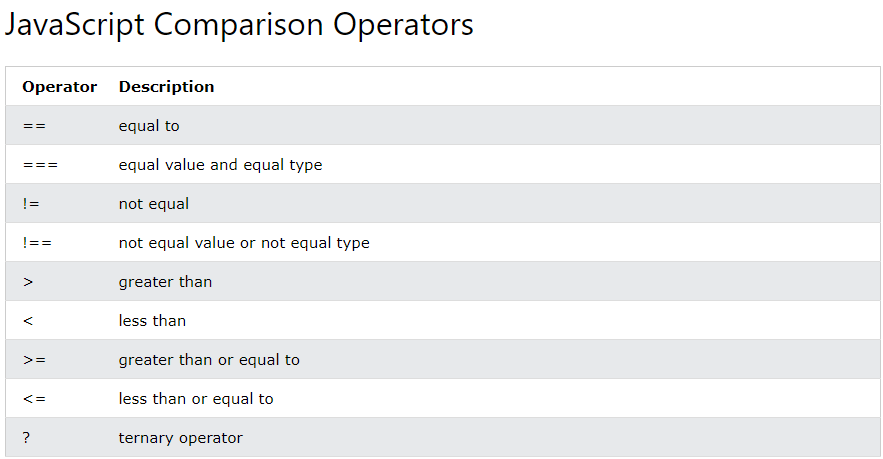 JavaScript Comparison Operators
Operator Description
== equal to
=== equal value and equal type
!= not equal
!== not equal value or not equal type
> greater than
< less than
>= greater than or equal to
<= less than or equal to
? ternary operator